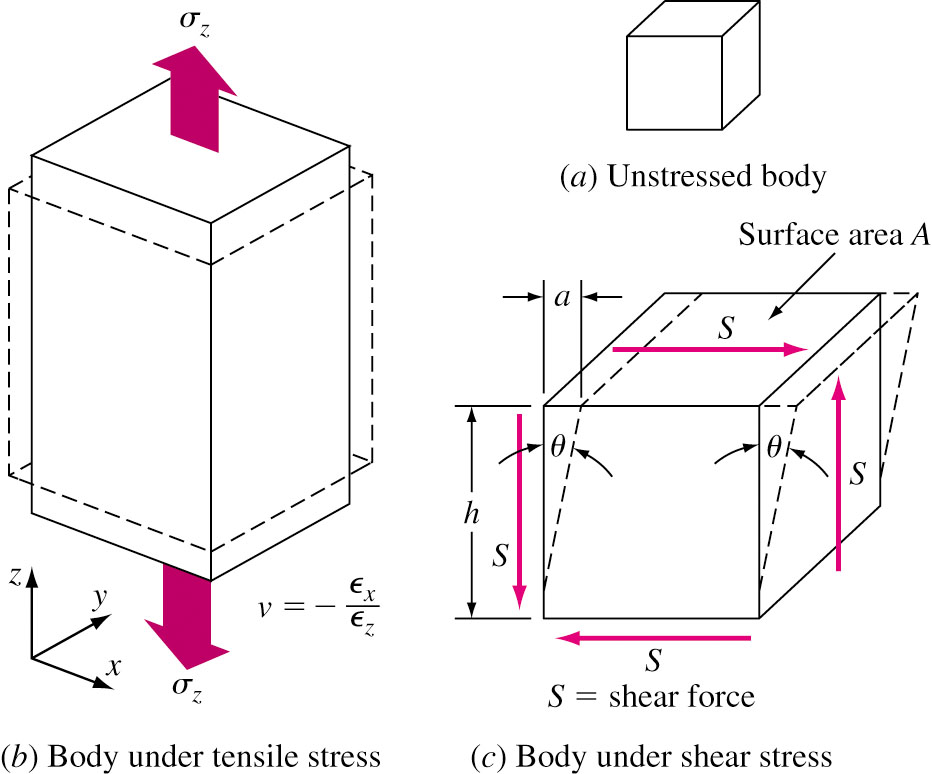 σz
(a) Unstressed body
Surface area A
a
S
θ
θ
h
S
S
S
S = shear force
z
y
x
ν = − ϵx/ϵz
σz
(b) Body under tensile stress
(c) Body under shear stress